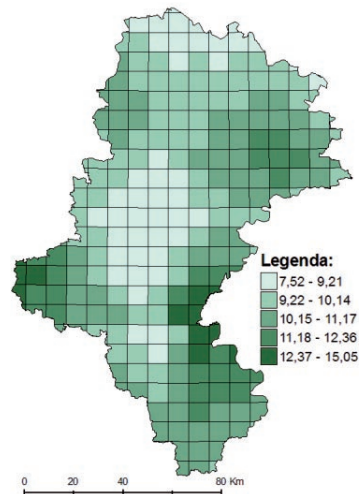 Legenda:
7,52 - 9,21
9,22 - 10,14
10,15 - 11,17
11,18 - 12,36
12,37 - 15,05
0 20 40 80 Km